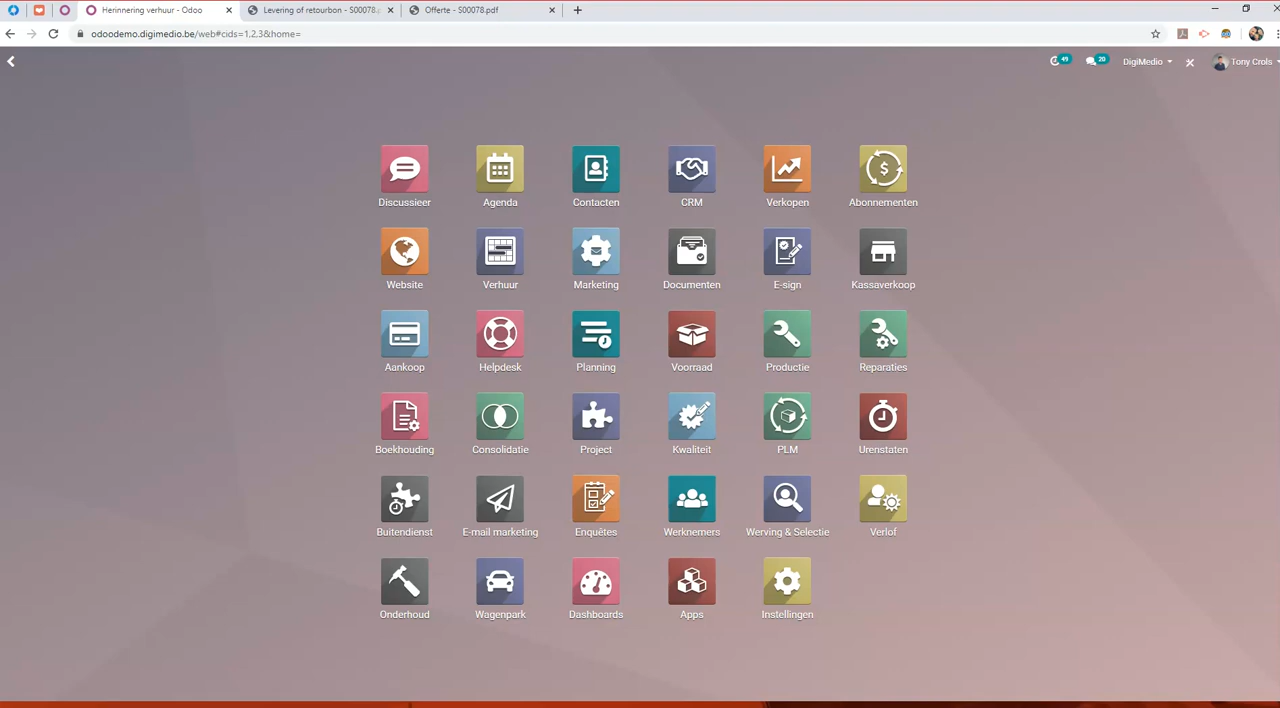 Herinnering verhuur - Odoo
Levering of retourbon - S00078.p
Offerte - S00078.pdf
odoodemo.digimedio.be/web#cids=1,2,3&home=
49
20
DigiMedio
Tony Crols
Discussieer
Agenda
Contacten
CRM
Verkopen
Abonnementen
Website
Verhuur
Marketing
Documenten
E-sign
Kassaverkoop
Aankoop
Helpdesk
Planning
Voorraad
Productie
Reparaties
Boekhouding
Consolidatie
Project
Kwaliteit
PLM
Urenstaten
Buitendienst
E-mail marketing
Enquêtes
Werknemers
Werving & Selectie
Verlof
Onderhoud
Wagenpark
Dashboards
Apps
Instellingen